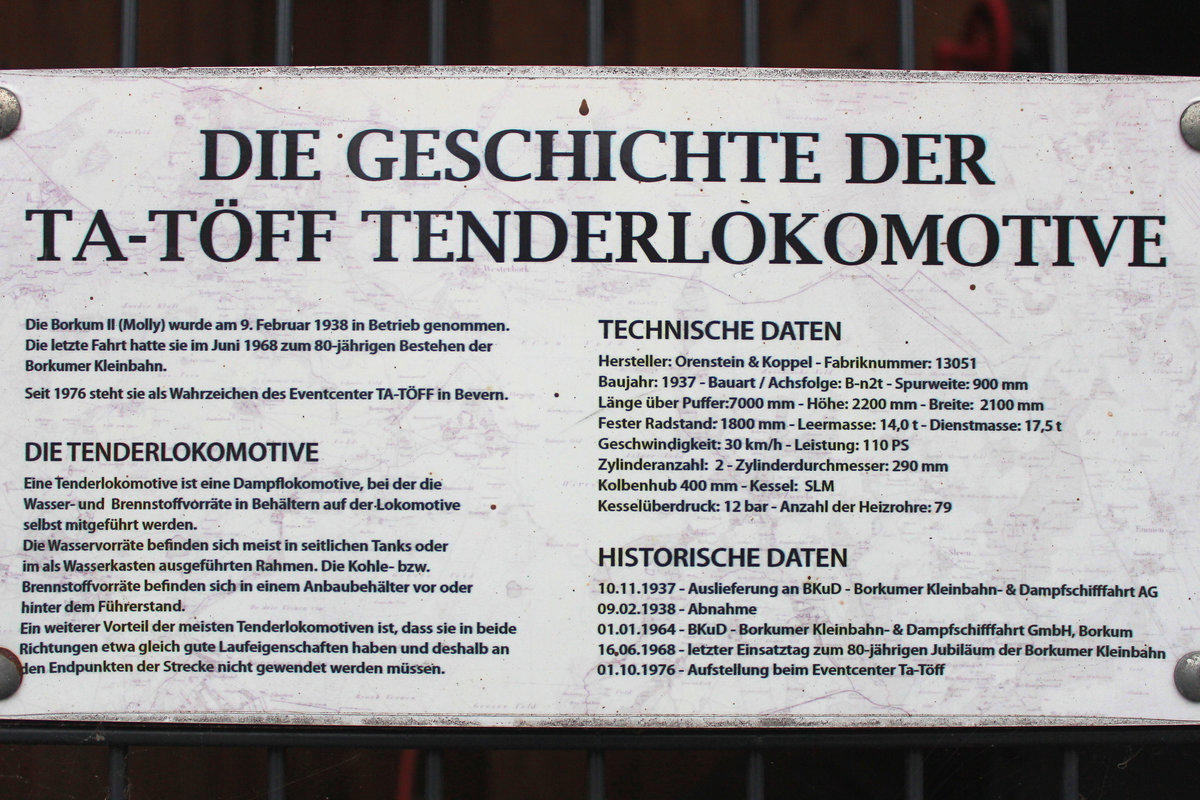 DIE GESCHICHTE DER
TA-TÖFF TENDERLOKOMOTIVE
Die Borkum II (Molly) wurde am 9. Februar 1938 in Betrieb genommen.
Die letzte Fahrt hatte sie im Juni 1968 zum 80-jährigen Bestehen der
Borkumer Kleinbahn.
Seit 1976 steht sie als Wahrzeichen des Eventcenter TA-TÖFF in Bevern.
DIE TENDERLOKOMOTIVE
Eine Tenderlokomotive ist eine Dampflokomotive, bei der die
Wasser- und Brennstoffvorräte in Behältern auf der Lokomotive
selbst mitgeführt werden.
Die Wasservorräte befinden sich meist in seitlichen Tanks oder
im als Wasserkasten ausgeführten Rahmen. Die Kohle- bzw.
Brennstoffvorräte befinden sich in einem Anbaubehälter vor oder
hinter dem Führerstand.
Ein weiterer Vorteil der meisten Tenderlokomotiven ist, dass sie in beide
Richtungen etwa gleich gute Laufeigenschaften haben und deshalb an
den Endpunkten der Strecke nicht gewendet werden müssen.
TECHNISCHE DATEN
Hersteller: Orenstein & Koppel - Fabriknummer: 13051
Baujahr: 1937 - Bauart / Achsfolge: B-n2t - Spurweite: 900 mm
Länge über Puffer:7000 mm - Höhe: 2200 mm - Breite: 2100 mm
Fester Radstand: 1800 mm - Leermasse: 14,0 t - Dienstmasse: 17,5 t
Geschwindigkeit: 30 km/h - Leistung: 110 PS
Zylinderanzahl: 2 - Zylinderdurchmesser: 290 mm
Kolbenhub 400 mm - Kessel: SLM
Kesselüberdruck: 12 bar - Anzahl der Heizrohre: 79
HISTORISCHE DATEN
10.11.1937 - Auslieferung an BKuD - Borkumer Kleinbahn- & Dampfschifffahrt AG
09.02.1938 - Abnahme
01.01.1964 - BKuD - Borkumer Kleinbahn- & Dampfschifffahrt GmbH, Borkum
16,06.1968 - letzter Einsatztag zum 80-jährigen Jubiläum der Borkumer Kleinbahn
01.10.1976 - Aufstellung beim Eventcenter Ta-Töff